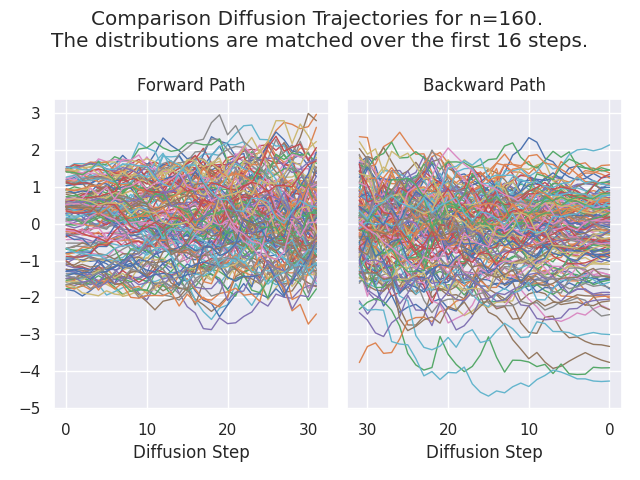 Comparison Diffusion Trajectories for n=160.
The distributions are matched over the first 16 steps.
Forward Path
Backward Path
3
2
1
0
−1
−2
−3
−4
−5
0 10 20 30
30 20 10 0
Diffusion Step
Diffusion Step